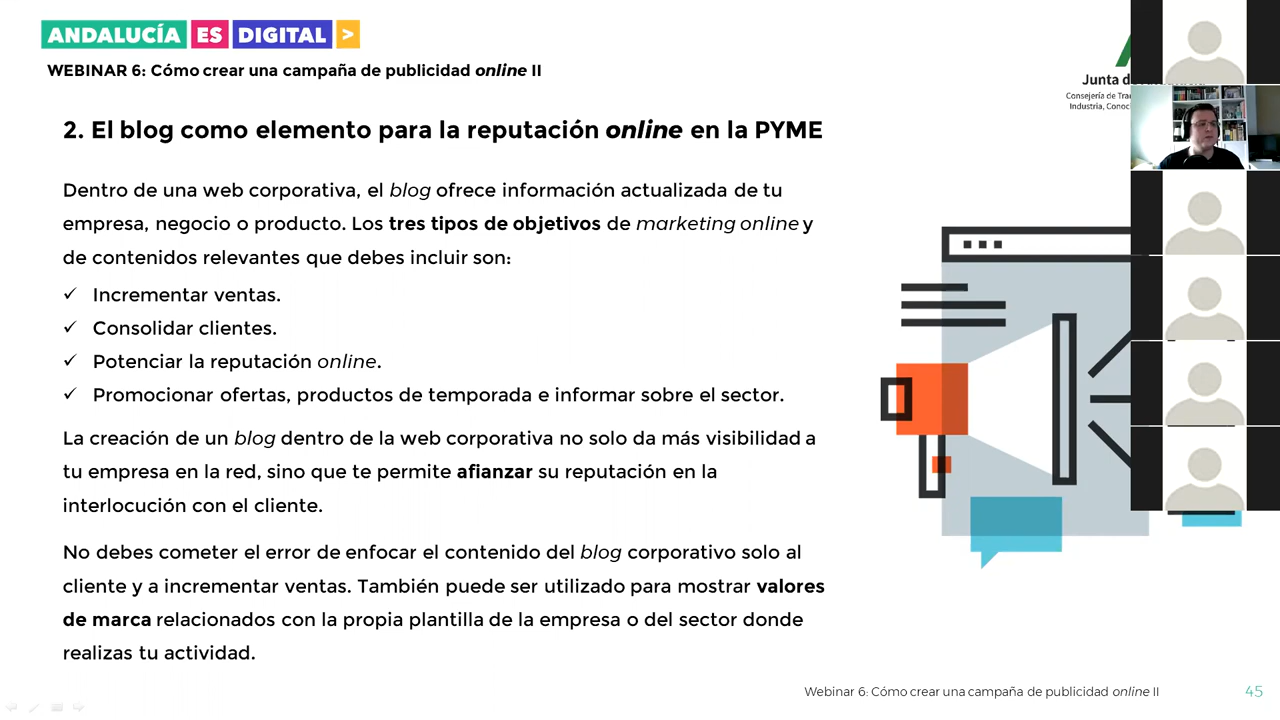 ANDALUCÍA ES DIGITAL >
WEBINAR 6: Cómo crear una campaña de publicidad online II
Junta d
Consejería de Tra
Industria, Conoc
2. El blog como elemento para la reputación online en la PYME
Dentro de una web corporativa, el blog ofrece información actualizada de tu
empresa, negocio o producto. Los tres tipos de objetivos de marketing online y
de contenidos relevantes que debes incluir son:
✓ Incrementar ventas.
✓ Consolidar clientes.
✓ Potenciar la reputación online.
✓ Promocionar ofertas, productos de temporada e informar sobre el sector.
La creación de un blog dentro de la web corporativa no solo da más visibilidad a
tu empresa en la red, sino que te permite afianzar su reputación en la
interlocución con el cliente.
No debes cometer el error de enfocar el contenido del blog corporativo solo al
cliente y a incrementar ventas. También puede ser utilizado para mostrar valores
de marca relacionados con la propia plantilla de la empresa o del sector donde
realizas tu actividad.
Webinar 6: Cómo crear una campaña de publicidad online II
45